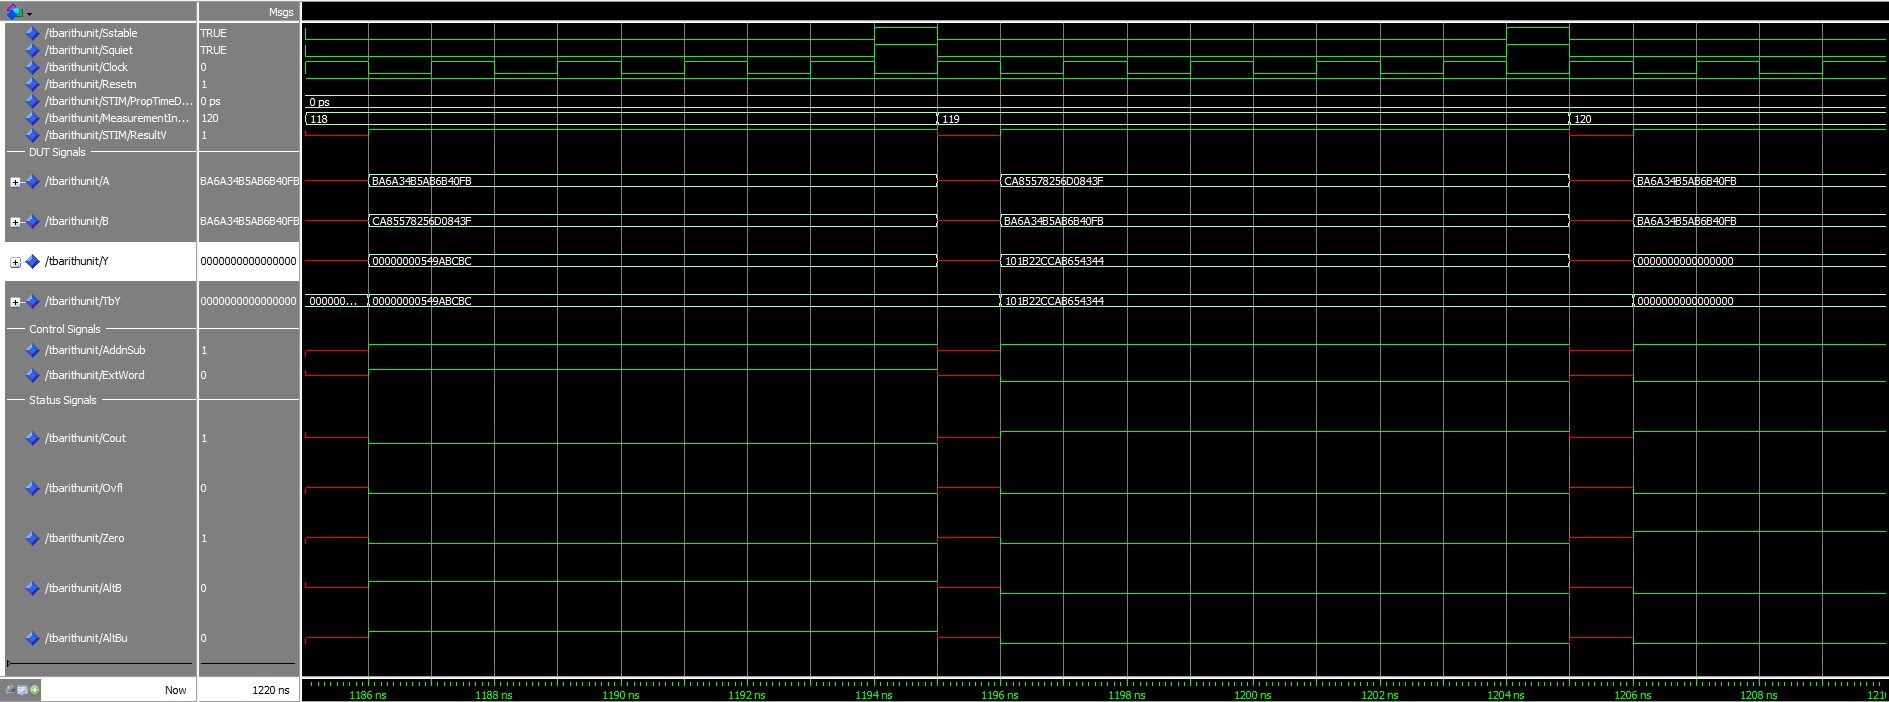 Msgs
/tbarithunit/Sstable TRUE
/tbarithunit/Squiet TRUE
/tbarithunit/Clock 0
/tbarithunit/Resetn 1
/tbarithunit/STIM/PropTimeD... 0 ps 0 ps
/tbarithunit/MeasurementIn... 120 118 119 120
/tbarithunit/STIM/ResultV 1
DUT Signals
/tbarithunit/A BA6A34B5AB6B40FB BA6A34B5AB6B40FB CA85578256D0843F BA6A34B5AB6B40FB
/tbarithunit/B BA6A34B5AB6B40FB CA85578256D0843F BA6A34B5AB6B40FB BA6A34B5AB6B40FB
/tbarithunit/Y 0000000000000000 00000000549ABCBC 101B22CCAB654344 0000000000000000
/tbarithunit/TbY 0000000000000000 000000... 00000000549ABCBC 101B22CCAB654344 0000000000000000
Control Signals
/tbarithunit/AddnSub 1
/tbarithunit/ExtWord 0
Status Signals
/tbarithunit/Cout 1
/tbarithunit/Ovfl 0
/tbarithunit/Zero 1
/tbarithunit/AltB 0
/tbarithunit/AltBu 0
Now 1220 ns 1186 ns 1188 ns 1190 ns 1192 ns 1194 ns 1196 ns 1198 ns 1200 ns 1202 ns 1204 ns 1206 ns 1208 ns 1210